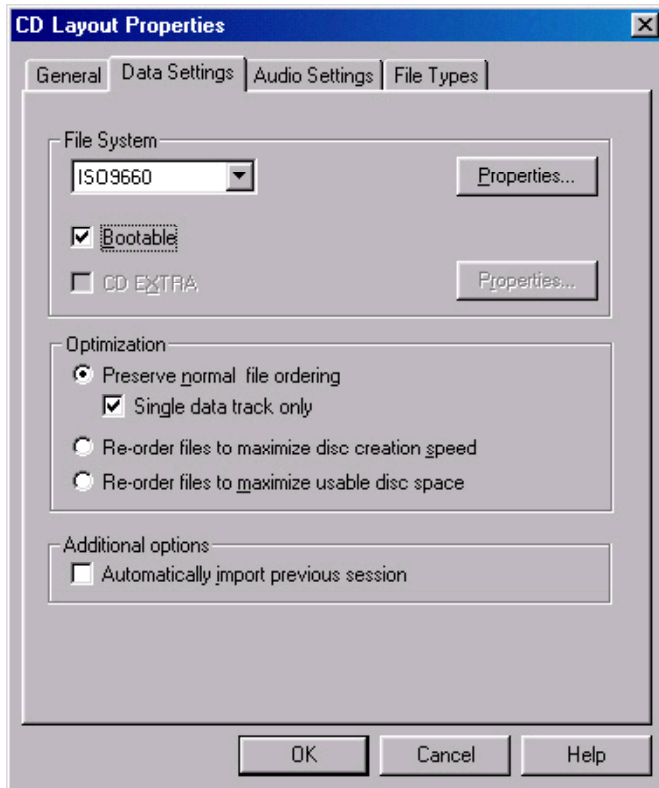 CD Layout Properties
General Data Settings Audio Settings File Types
File System
ISO9660 Properties...
Bootable
CD EXTRA Properties...
Optimization
Preserve normal file ordering
Single data track only
Re-order files to maximize disc creation speed
Re-order files to maximize usable disc space
Additional options
Automatically import previous session
OK Cancel Help